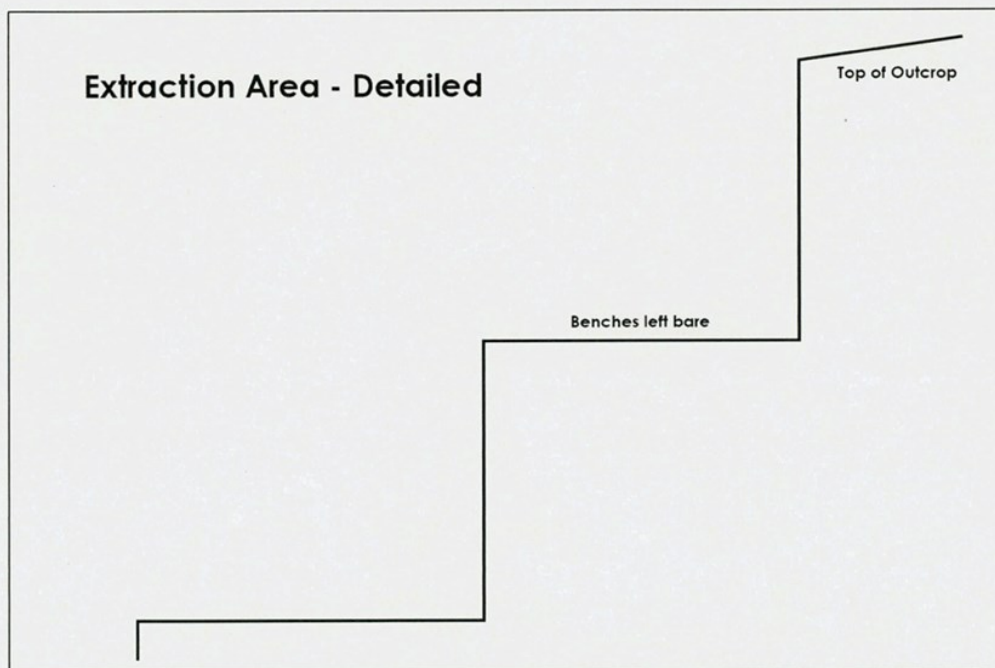 Extraction Area - Detailed
Top of Outcrop
Benches left bare